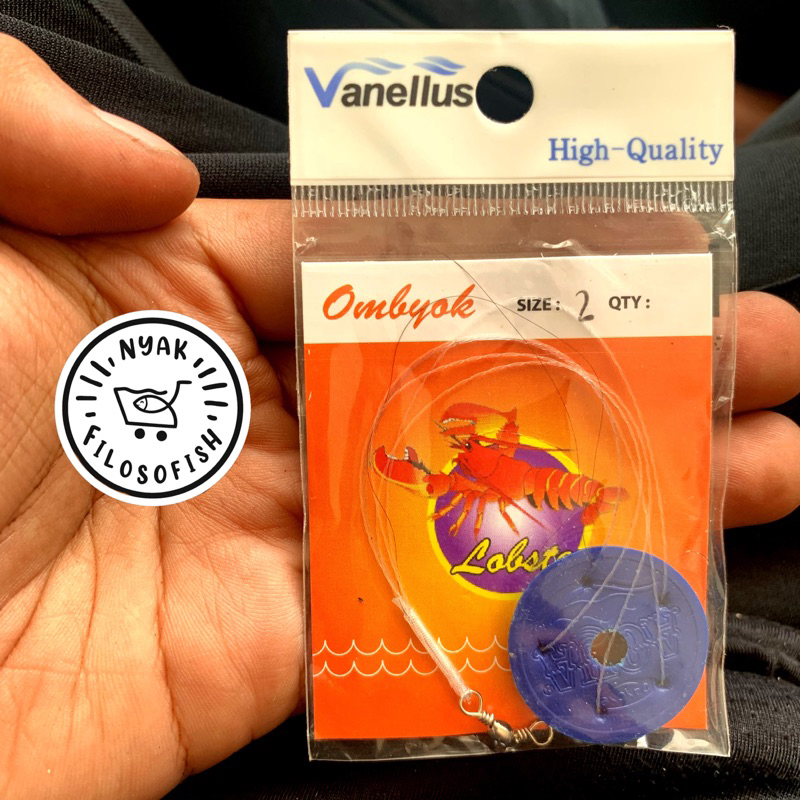 Vanellus
High-Quality
Ombyok SIZE: 2 QTY:
NYAK
FILOSOFISH